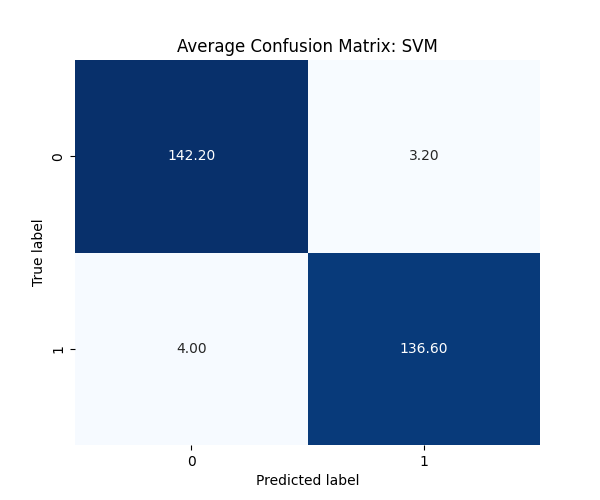 Average Confusion Matrix: SVM
True label
0
142.20
3.20
1
4.00
136.60
0
1
Predicted label